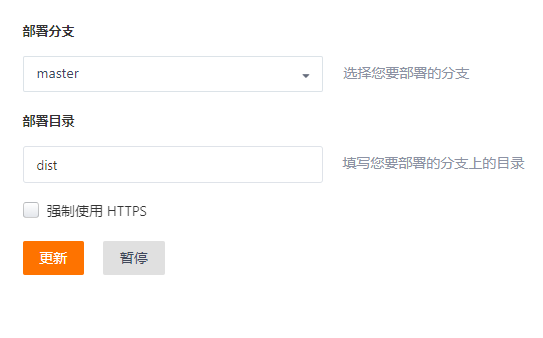 部署分支
master 选择您要部署的分支
部署目录
dist 填写您要部署的分支上的目录
强制使用 HTTPS
更新 暂停